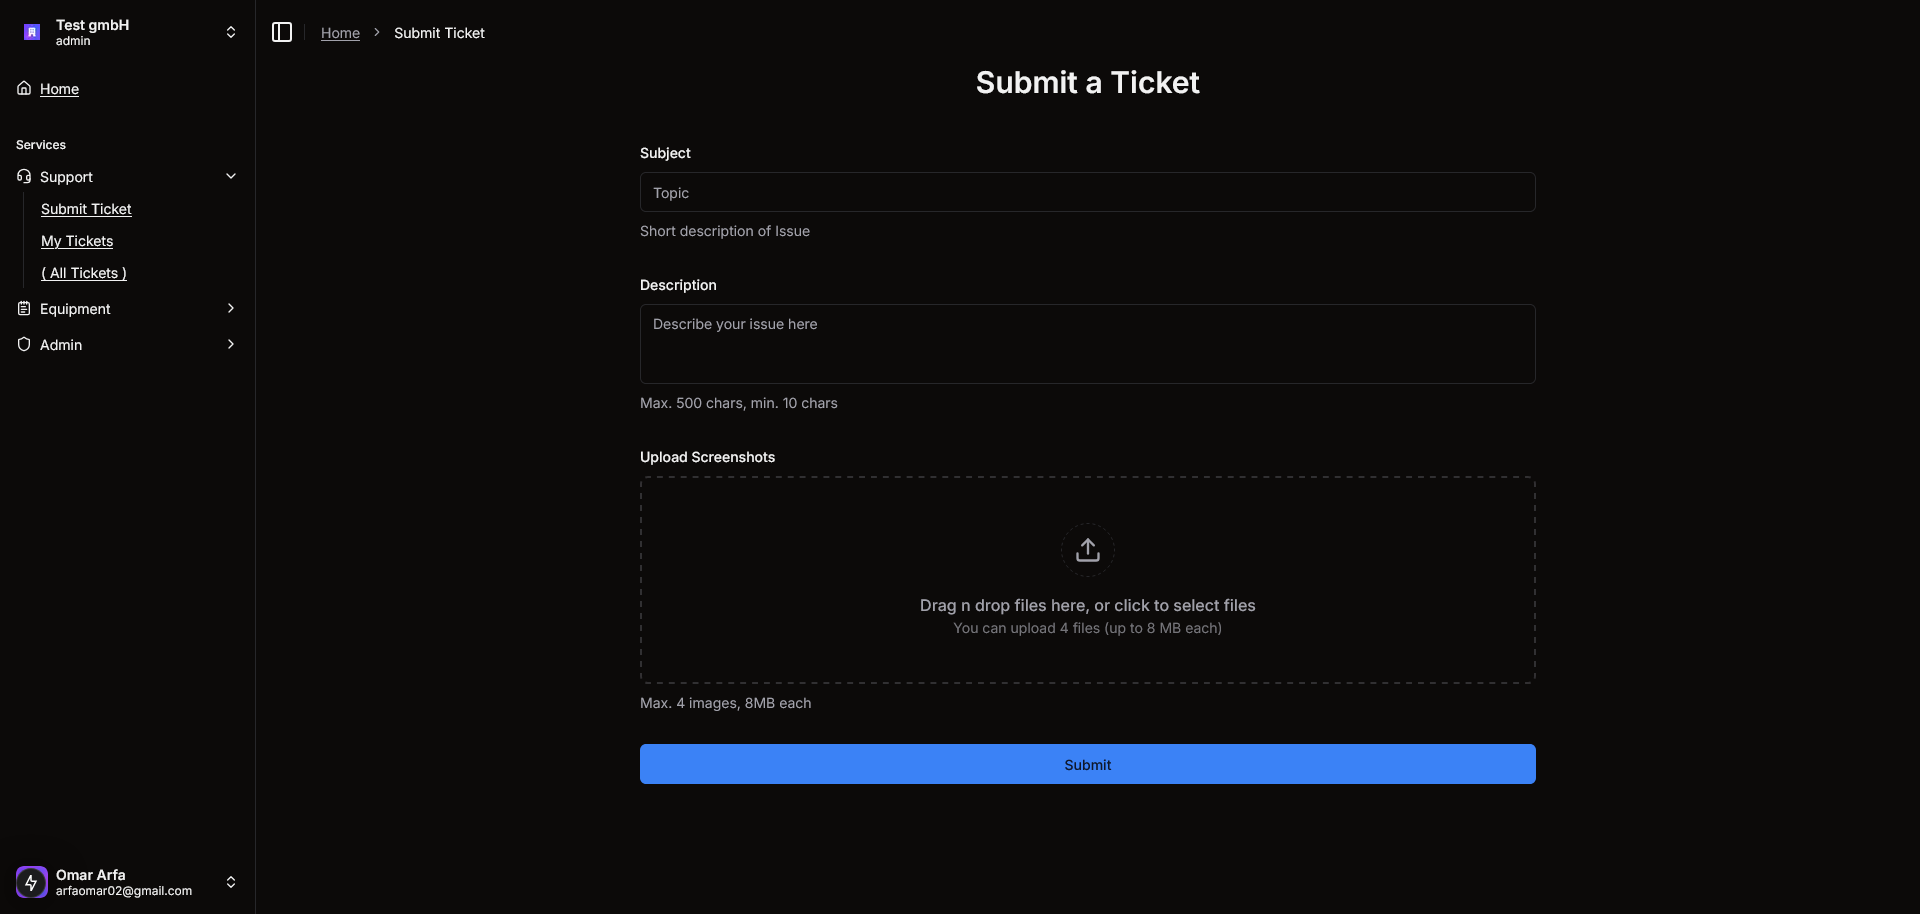 Test gmbH
admin
Home
Services
Support
Submit Ticket
My Tickets
( All Tickets )
Equipment
Admin
Omar Arfa
arfaomar02@gmail.com
Home > Submit Ticket
Submit a Ticket
Subject
Topic
Short description of Issue
Description
Describe your issue here
Max. 500 chars, min. 10 chars
Upload Screenshots
Drag n drop files here, or click to select files
You can upload 4 files (up to 8 MB each)
Max. 4 images, 8MB each
Submit